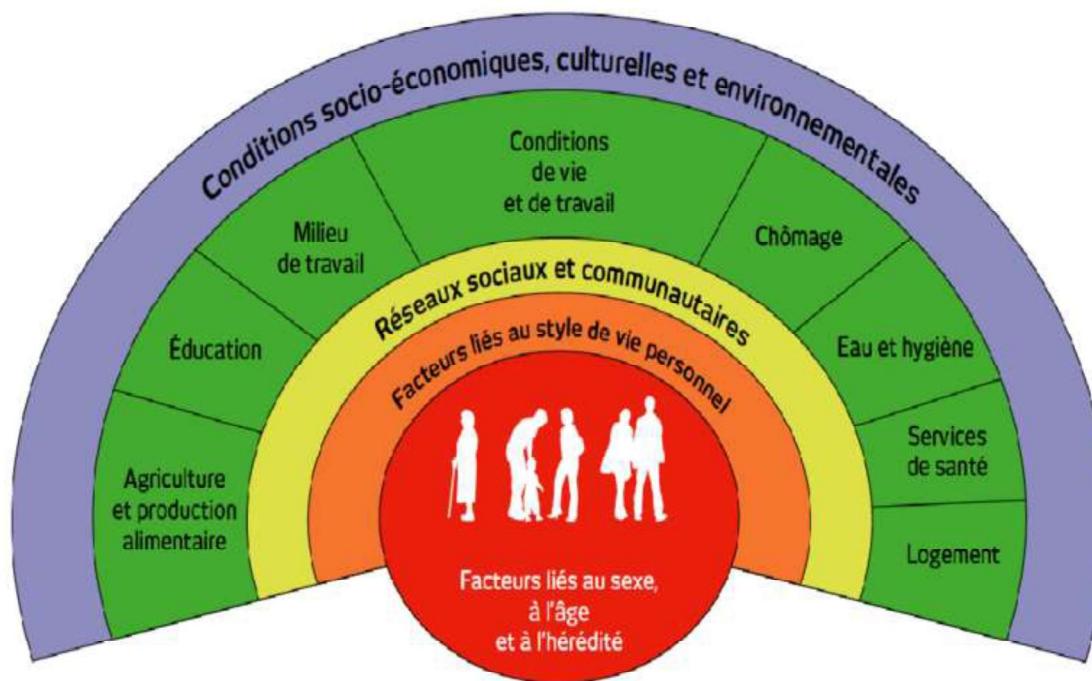 Conditions socio-économiques, culturelles et environnementales
Conditions
de vie
et de travail
Milieu
de travail
Chômage
Éducation
Eau et hygiène
Agriculture
et production
alimentaire
Services
de santé
Logement
Réseaux sociaux et communautaires
Facteurs liés au style de vie personnel
Facteurs liés au sexe,
à l'âge
et à l'hérédité